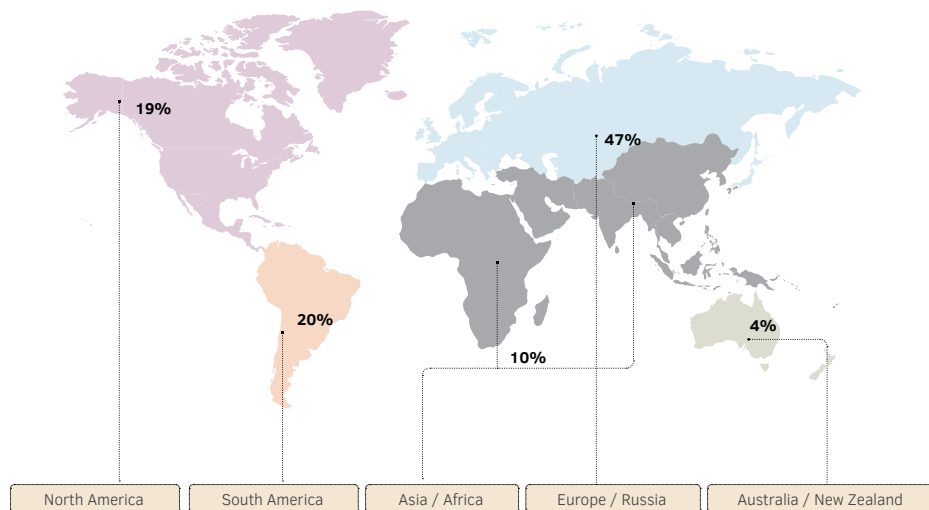 19%
47%
20%
4%
10%
North America
South America
Asia / Africa
Europe / Russia
Australia / New Zealand